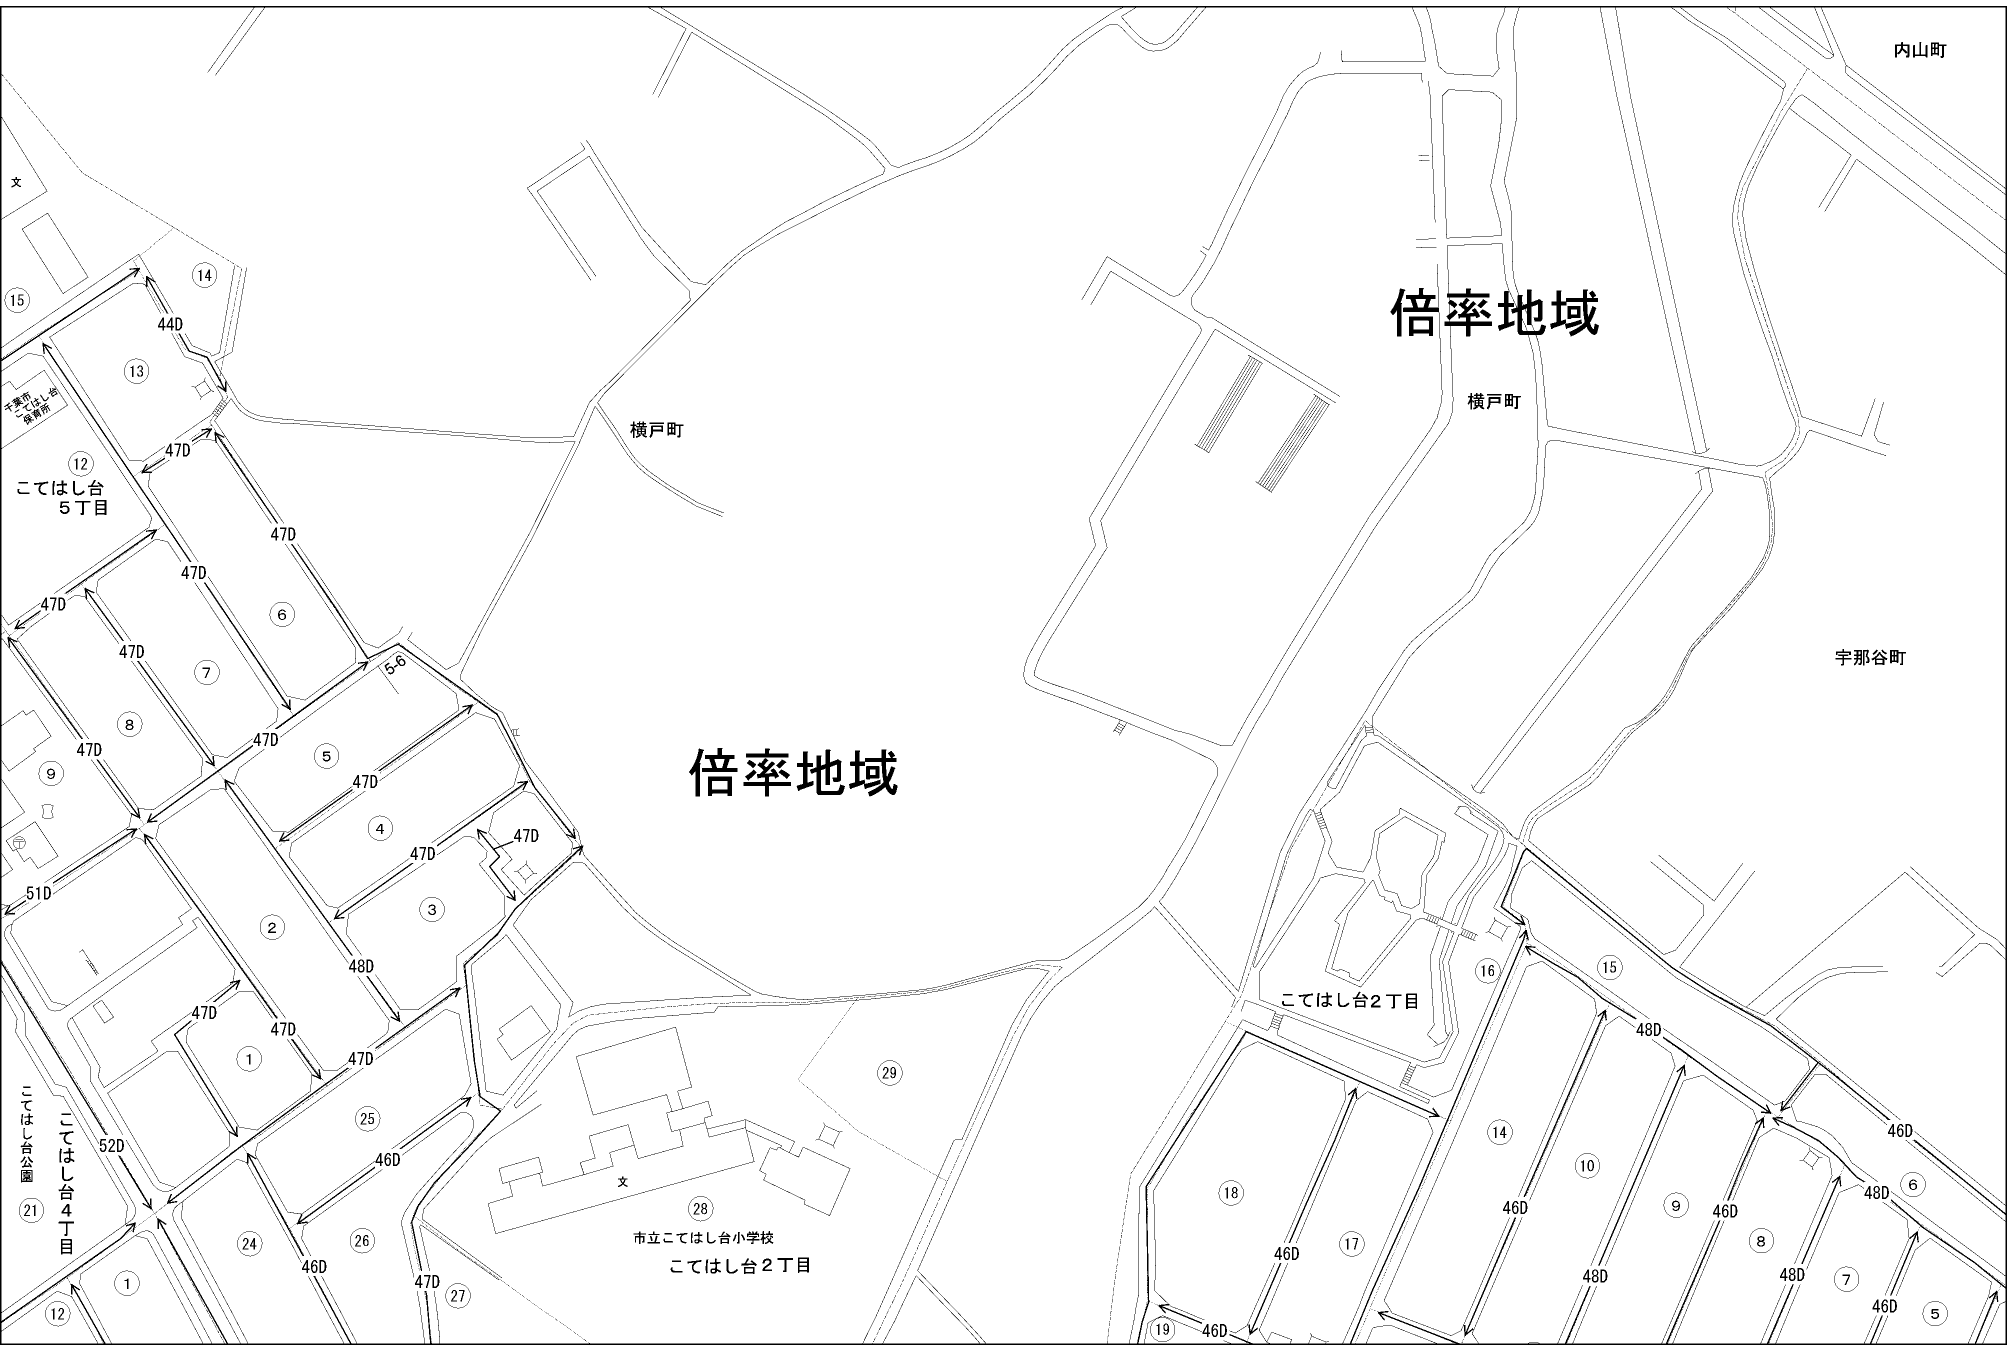 内山町
文
⑭
⑮
44D
倍率地域
⑬
千葉市
こてはし台
保育所
横戸町
横戸町
47D
⑫
こてはし台
5丁目
47D
47D
47D
⑥
47D
宇那谷町
⑦
5-6
⑧
47D
47D
⑤
⑨
倍率地域
47D
④
47D
47D
51D
③
②
48D
⑯
⑮
こてはし台2丁目
47D
47D
48D
47D
①
㉙
こてはし台公園
こてはし台4丁目
㉕
52D
46D
⑭
46D
⑩
文
⑱
⑥
48D
㉑
㉘
⑨
46D
46D
市立こてはし台小学校
こてはし台2丁目
㉔
㉖
⑰
⑧
46D
46D
47D
48D
48D
①
⑦
⑫
㉗
46D
⑤
⑲
46D